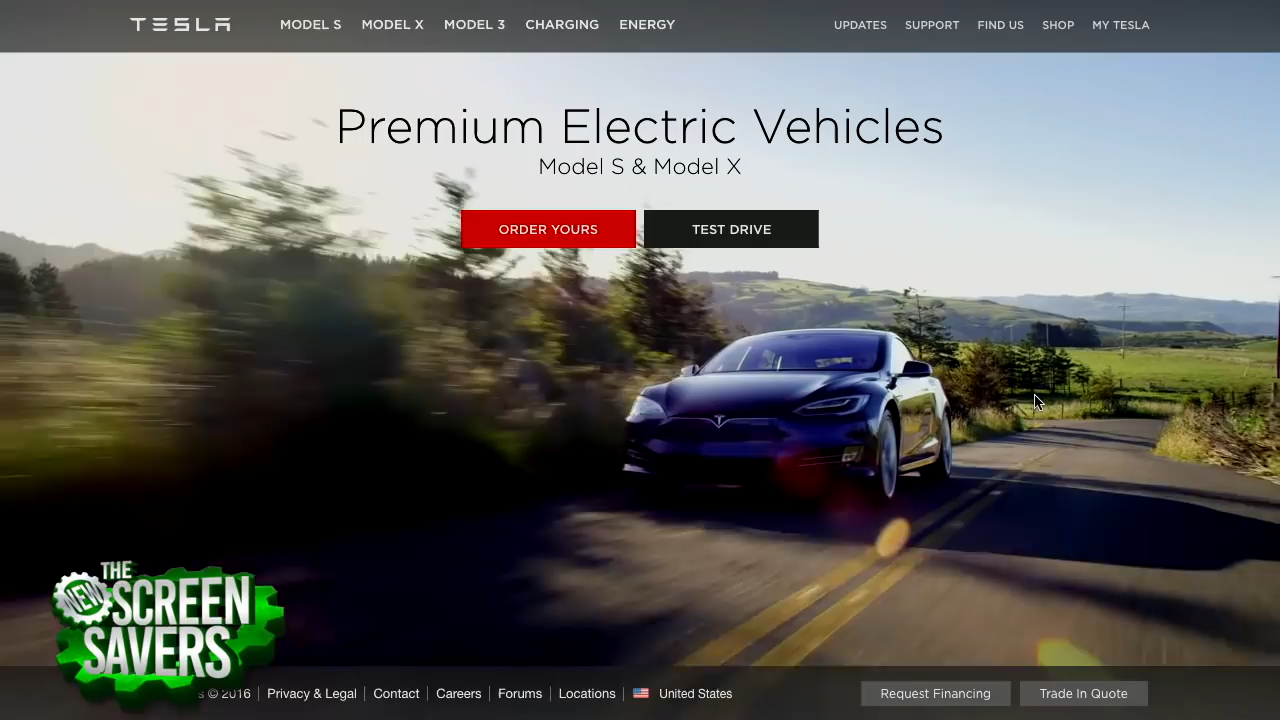 TESLA MODEL S MODEL X MODEL 3 CHARGING ENERGY UPDATES SUPPORT FIND US SHOP MY TESLA
Premium Electric Vehicles
Model S & Model X
ORDER YOURS TEST DRIVE
THE
NEW SCREEN
SAVERS
s © 2016 Privacy & Legal Contact Careers Forums Locations United States Request Financing Trade In Quote